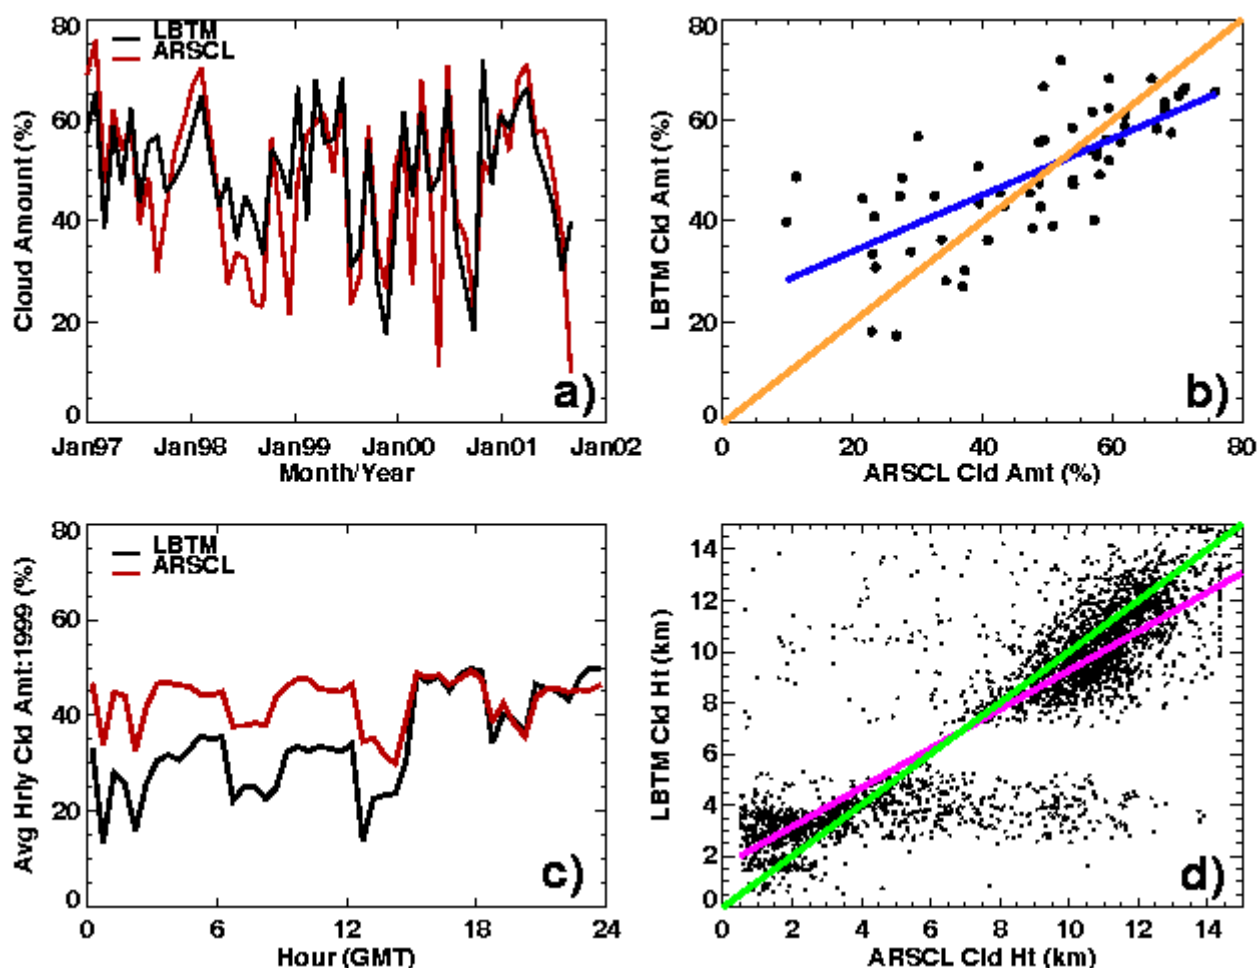 80
60
40
20
0
Cloud Amount (%)
LBTM
ARSCL
a)
Jan97 Jan98 Jan99 Jan00 Jan01 Jan02
Month/Year
80
60
40
20
0
LBTM Cld Amt (%)
b)
0 20 40 60 80
ARSCL Cld Amt (%)
80
60
40
20
0
Avg Hrly Cld Amt:1999 (%)
LBTM
ARSCL
c)
0 6 12 18 24
Hour (GMT)
14
12
10
8
6
4
2
0
LBTM Cld Ht (km)
d)
0 2 4 6 8 10 12 14
ARSCL Cld Ht (km)